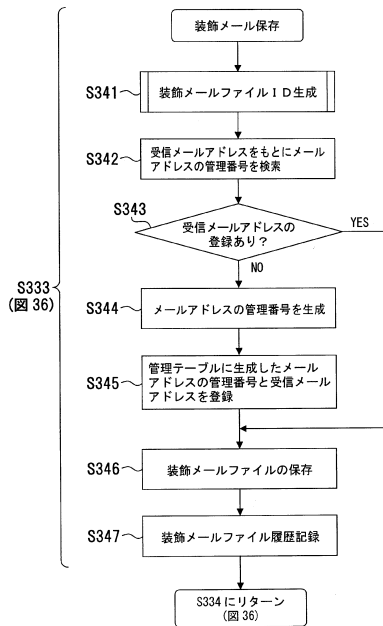 装飾メール保存
S341
装飾メールファイルID生成
S342
受信メールアドレスをもとにメール
アドレスの管理番号を検索
S343
受信メールアドレスの
登録あり?
YES
NO
S333
(図36)
S344
メールアドレスの管理番号を生成
S345
管理テーブルに生成したメール
アドレスの管理番号と受信メール
アドレスを登録
S346
装飾メールファイルの保存
S347
装飾メールファイル履歴記録
S334にリターン
(図36)